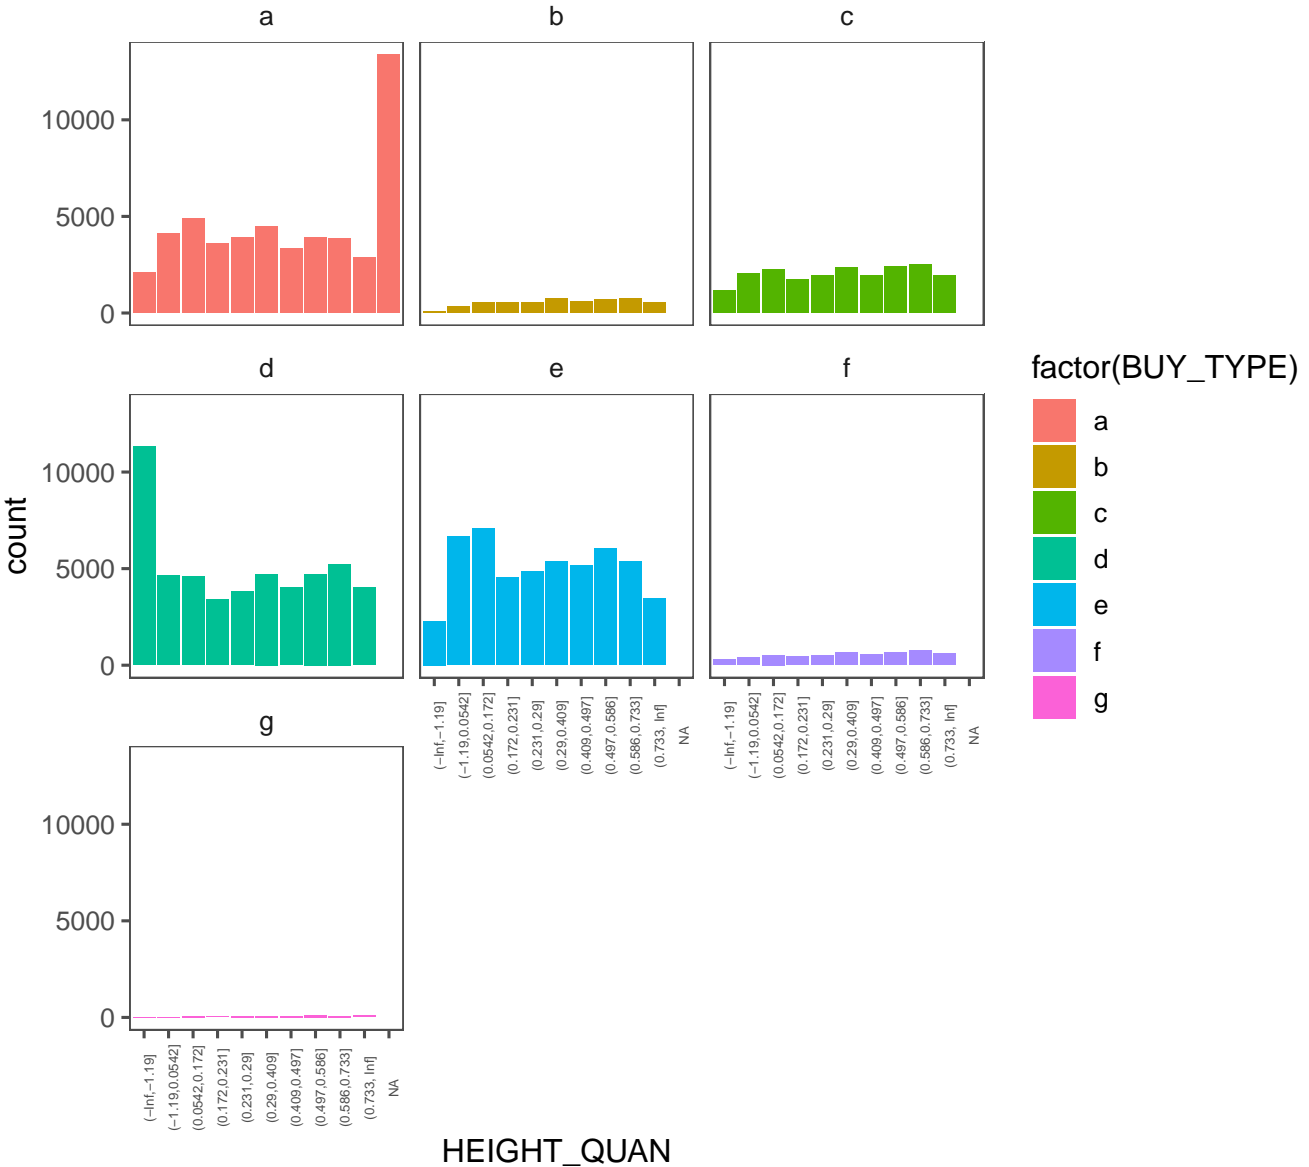 a
b
c
10000
5000
0
d
e
f
10000
5000
0
(−Inf,−1.19]
(−1.19,0.0542]
(0.0542,0.172]
(0.172,0.231]
(0.231,0.29]
(0.29,0.409]
(0.409,0.497]
(0.497,0.586]
(0.586,0.733]
(0.733, Inf]
NA
(−Inf,−1.19]
(−1.19,0.0542]
(0.0542,0.172]
(0.172,0.231]
(0.231,0.29]
(0.29,0.409]
(0.409,0.497]
(0.497,0.586]
(0.586,0.733]
(0.733, Inf]
NA
g
10000
5000
0
(−Inf,−1.19]
(−1.19,0.0542]
(0.0542,0.172]
(0.172,0.231]
(0.231,0.29]
(0.29,0.409]
(0.409,0.497]
(0.497,0.586]
(0.586,0.733]
(0.733, Inf]
NA
count
HEIGHT_QUAN
factor(BUY_TYPE)
a
b
c
d
e
f
g